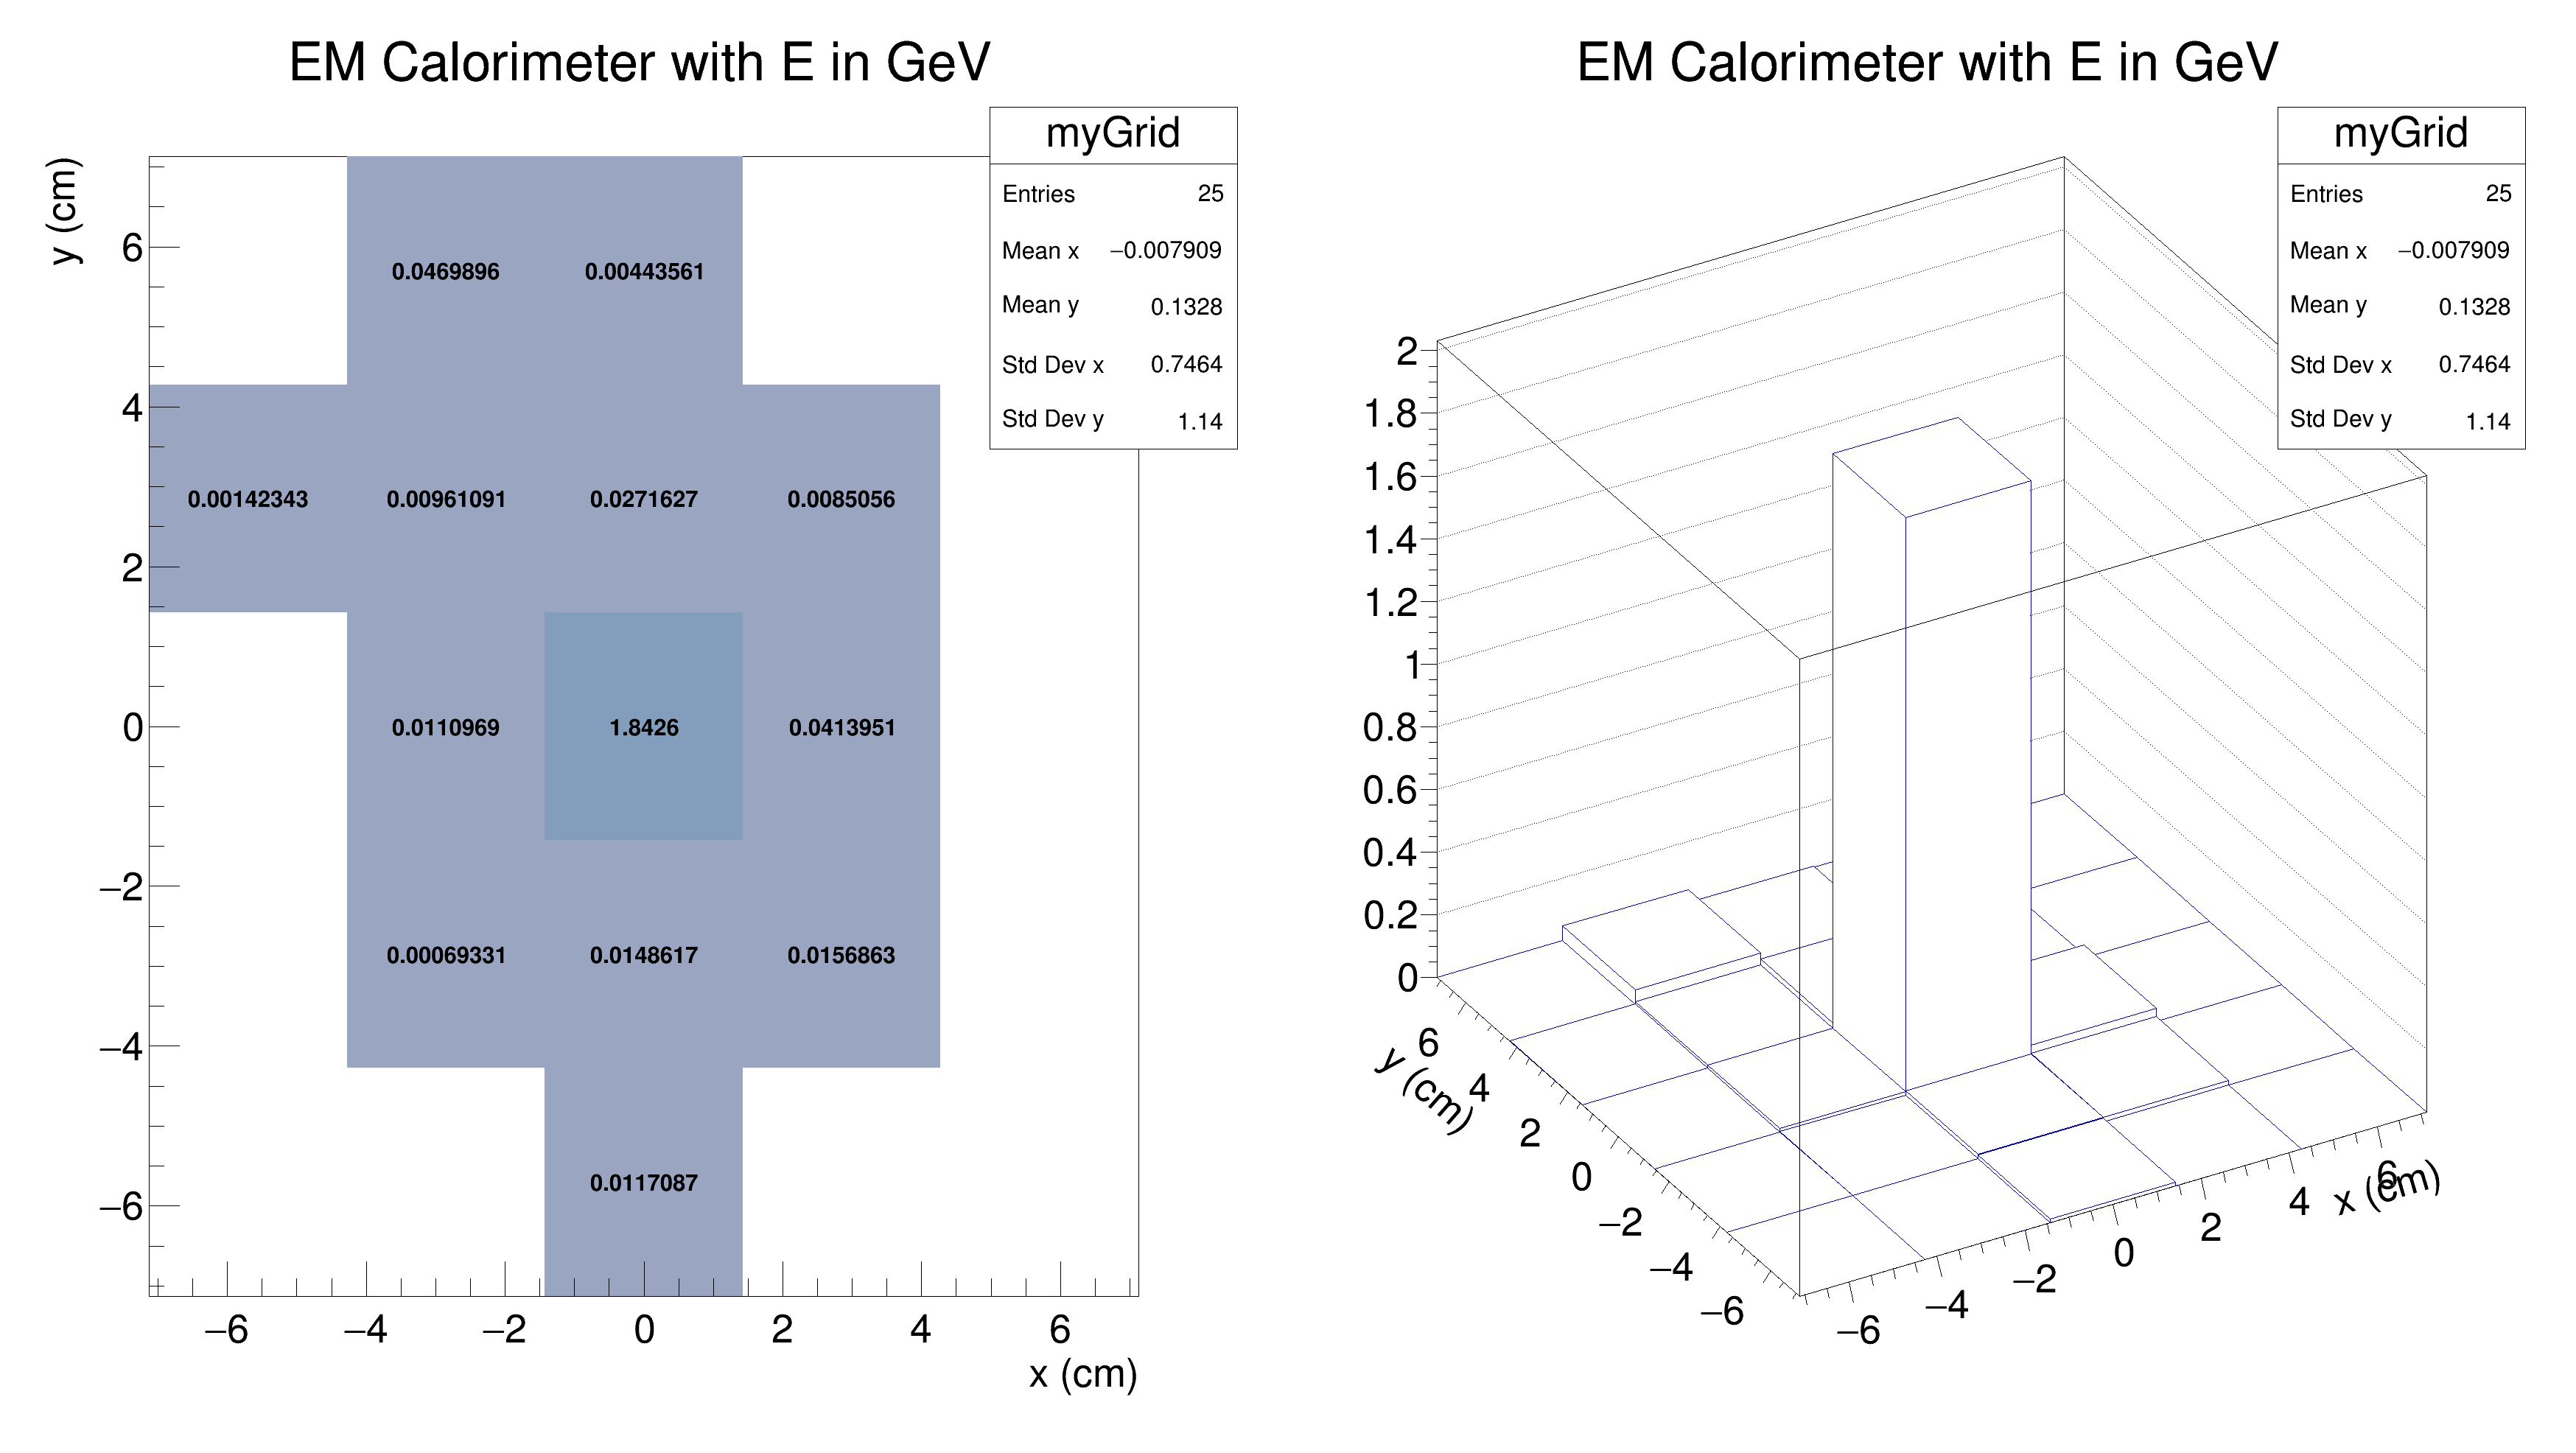 EM Calorimeter with E in GeV
myGrid
Entries 25
Mean x −0.007909
Mean y 0.1328
Std Dev x 0.7464
Std Dev y 1.14
y (cm)
6
4
2
0
−2
−4
−6
0.0469896 0.00443561
0.00142343 0.00961091 0.0271627 0.0085056
0.0110969 1.8426 0.0413951
0.00069331 0.0148617 0.0156863
0.0117087
−6 −4 −2 0 2 4 6
x (cm)
EM Calorimeter with E in GeV
myGrid
Entries 25
Mean x −0.007909
Mean y 0.1328
Std Dev x 0.7464
Std Dev y 1.14
2
1.8
1.6
1.4
1.2
1
0.8
0.6
0.4
0.2
0
6
4
2
0
−2
−4
−6
y (cm)
−6 −4 −2 0 2 4 6
x (cm)